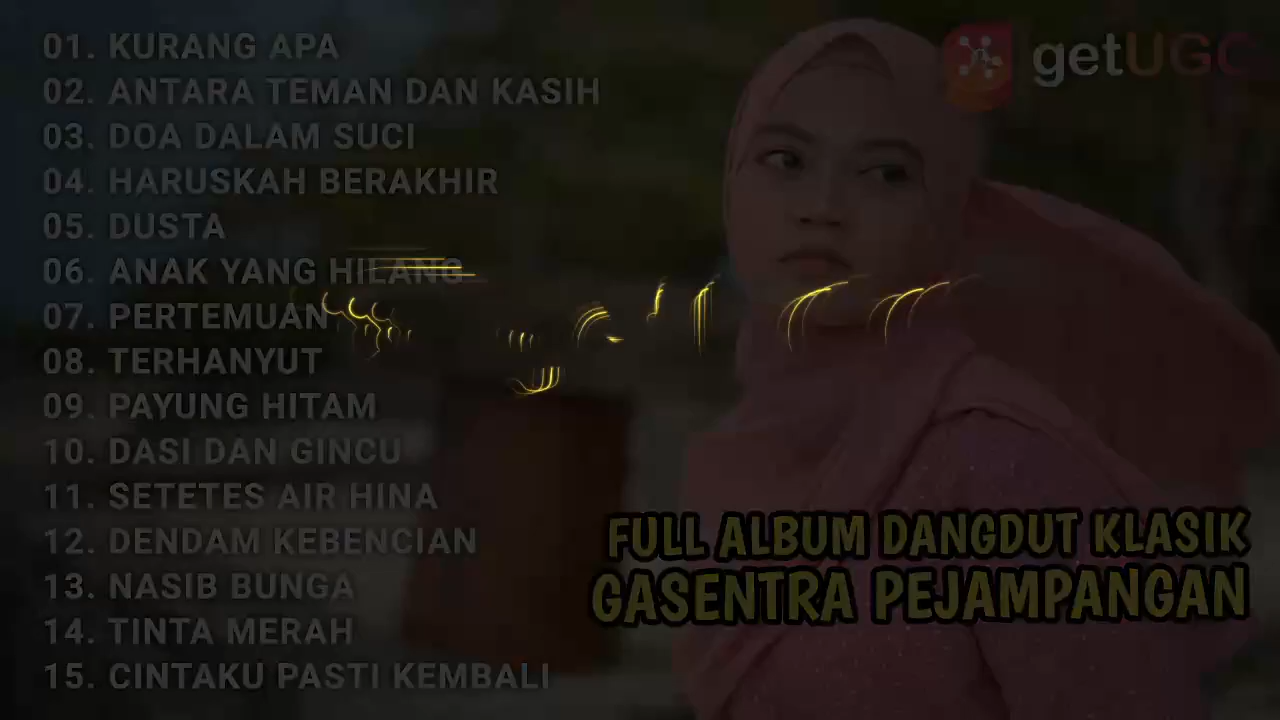 01. KURANG APA
02. ANTARA TEMAN DAN KASIH
03. DOA DALAM SUCI
04. HARUSKAH BERAKHIR
05. DUSTA
06. ANAK YANG HILANG
07. PERTEMUAN
08. TERHANYUT
09. PAYUNG HITAM
10. DASI DAN GINCU
11. SETETES AIR HINA
12. DENDAM KEBENCIAN
13. NASIB BUNGA
14. TINTA MERAH
15. CINTAKU PASTI KEMBALI
getUGC
FULL ALBUM DANGDUT KLASIK
GASENTRA PEJAMPANGAN